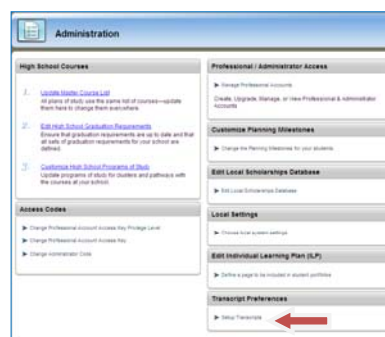 Administration
High School Courses
1. Update Master Course List
All plans of study use the same list of courses—update
them here to change them everywhere.
2. Edit High School Graduation Requirements
Ensure that graduation requirements are up to date and that
all sets of graduation requirements for your school are
defined.
3. Customize High School Programs of Study
Update programs of study for clusters and pathways with
the courses at your school.
Access Codes
Change Professional Account Access Key Privilege Level
Change Professional Account Access Key
Change Administrator Code
Professional / Administrator Access
Manage Professional Accounts
Create, Upgrade, Manage, or View Professional & Administrator
Accounts
Customize Planning Milestones
Change the Planning Milestones for your students
Edit Local Scholarships Database
Edit Local Scholarships Database
Local Settings
Choose local system settings
Edit Individual Learning Plan (ILP)
Define a page to be included in student portfolios
Transcript Preferences
Setup Transcripts